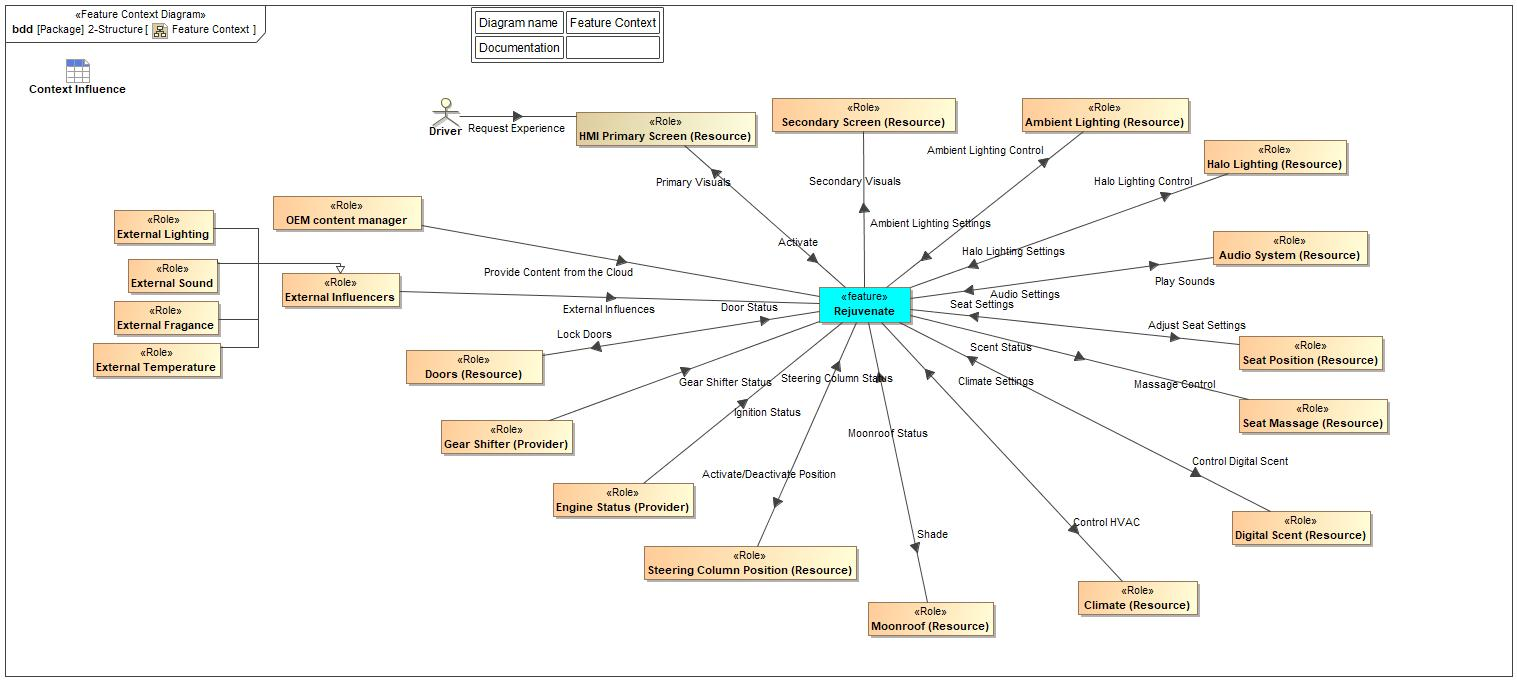 «Feature Context Diagram»
bdd [Package] 2-Structure [ Feature Context ]
Diagram name Feature Context
Documentation
Context Influence
Driver
Request Experience
«Role»
HMI Primary Screen (Resource)
«Role»
Secondary Screen (Resource)
«Role»
Ambient Lighting (Resource)
«Role»
Halo Lighting (Resource)
Primary Visuals
Secondary Visuals
Ambient Lighting Control
Halo Lighting Control
«Role»
External Lighting
«Role»
External Sound
«Role»
External Fragance
«Role»
External Temperature
«Role»
OEM content manager
«Role»
External Influencers
Activate
Ambient Lighting Settings
Halo Lighting Settings
«Role»
Audio System (Resource)
Provide Content from the Cloud
External Influences
«feature»
Rejuvenate
Audio Settings
Play Sounds
Seat Settings
Adjust Seat Settings
Door Status
Lock Doors
«Role»
Doors (Resource)
Scent Status
«Role»
Seat Position (Resource)
Gear Shifter Status
Steering Column Status
Climate Settings
Massage Control
«Role»
Seat Massage (Resource)
Ignition Status
«Role»
Gear Shifter (Provider)
Moonroof Status
Control Digital Scent
Activate/Deactivate Position
«Role»
Engine Status (Provider)
Control HVAC
«Role»
Digital Scent (Resource)
Shade
«Role»
Steering Column Position (Resource)
«Role»
Climate (Resource)
«Role»
Moonroof (Resource)